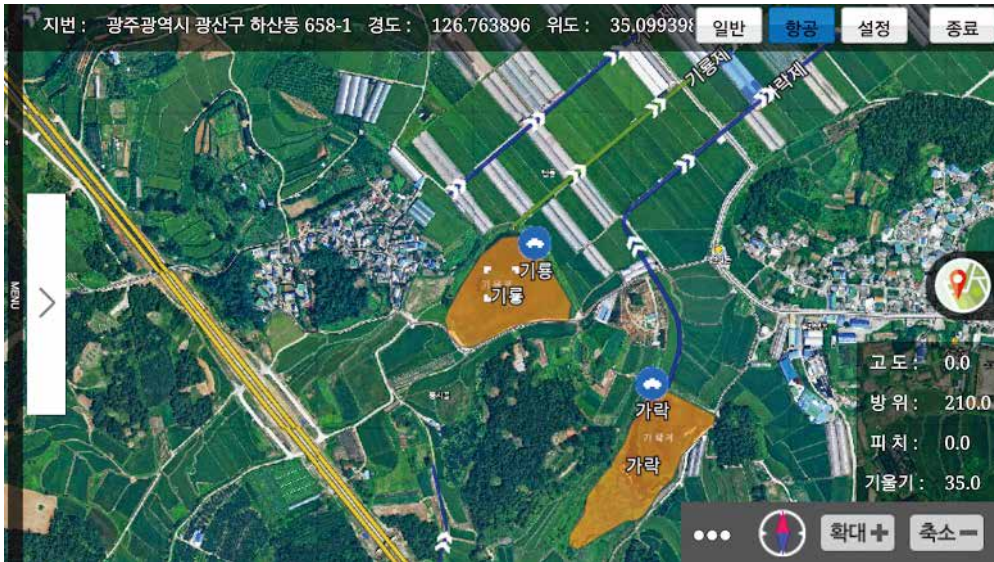 지번 : 광주광역시 광산구 하산동 658-1 경도 : 126.763896 위도 : 35.099398
일반
항공
설정
종료
기룡제
가락제
기룡
기룡
MENU
가락
가락
고도 : 0.0
방위 : 210.0
피치 : 0.0
기울기 : 35.0
확대
축소